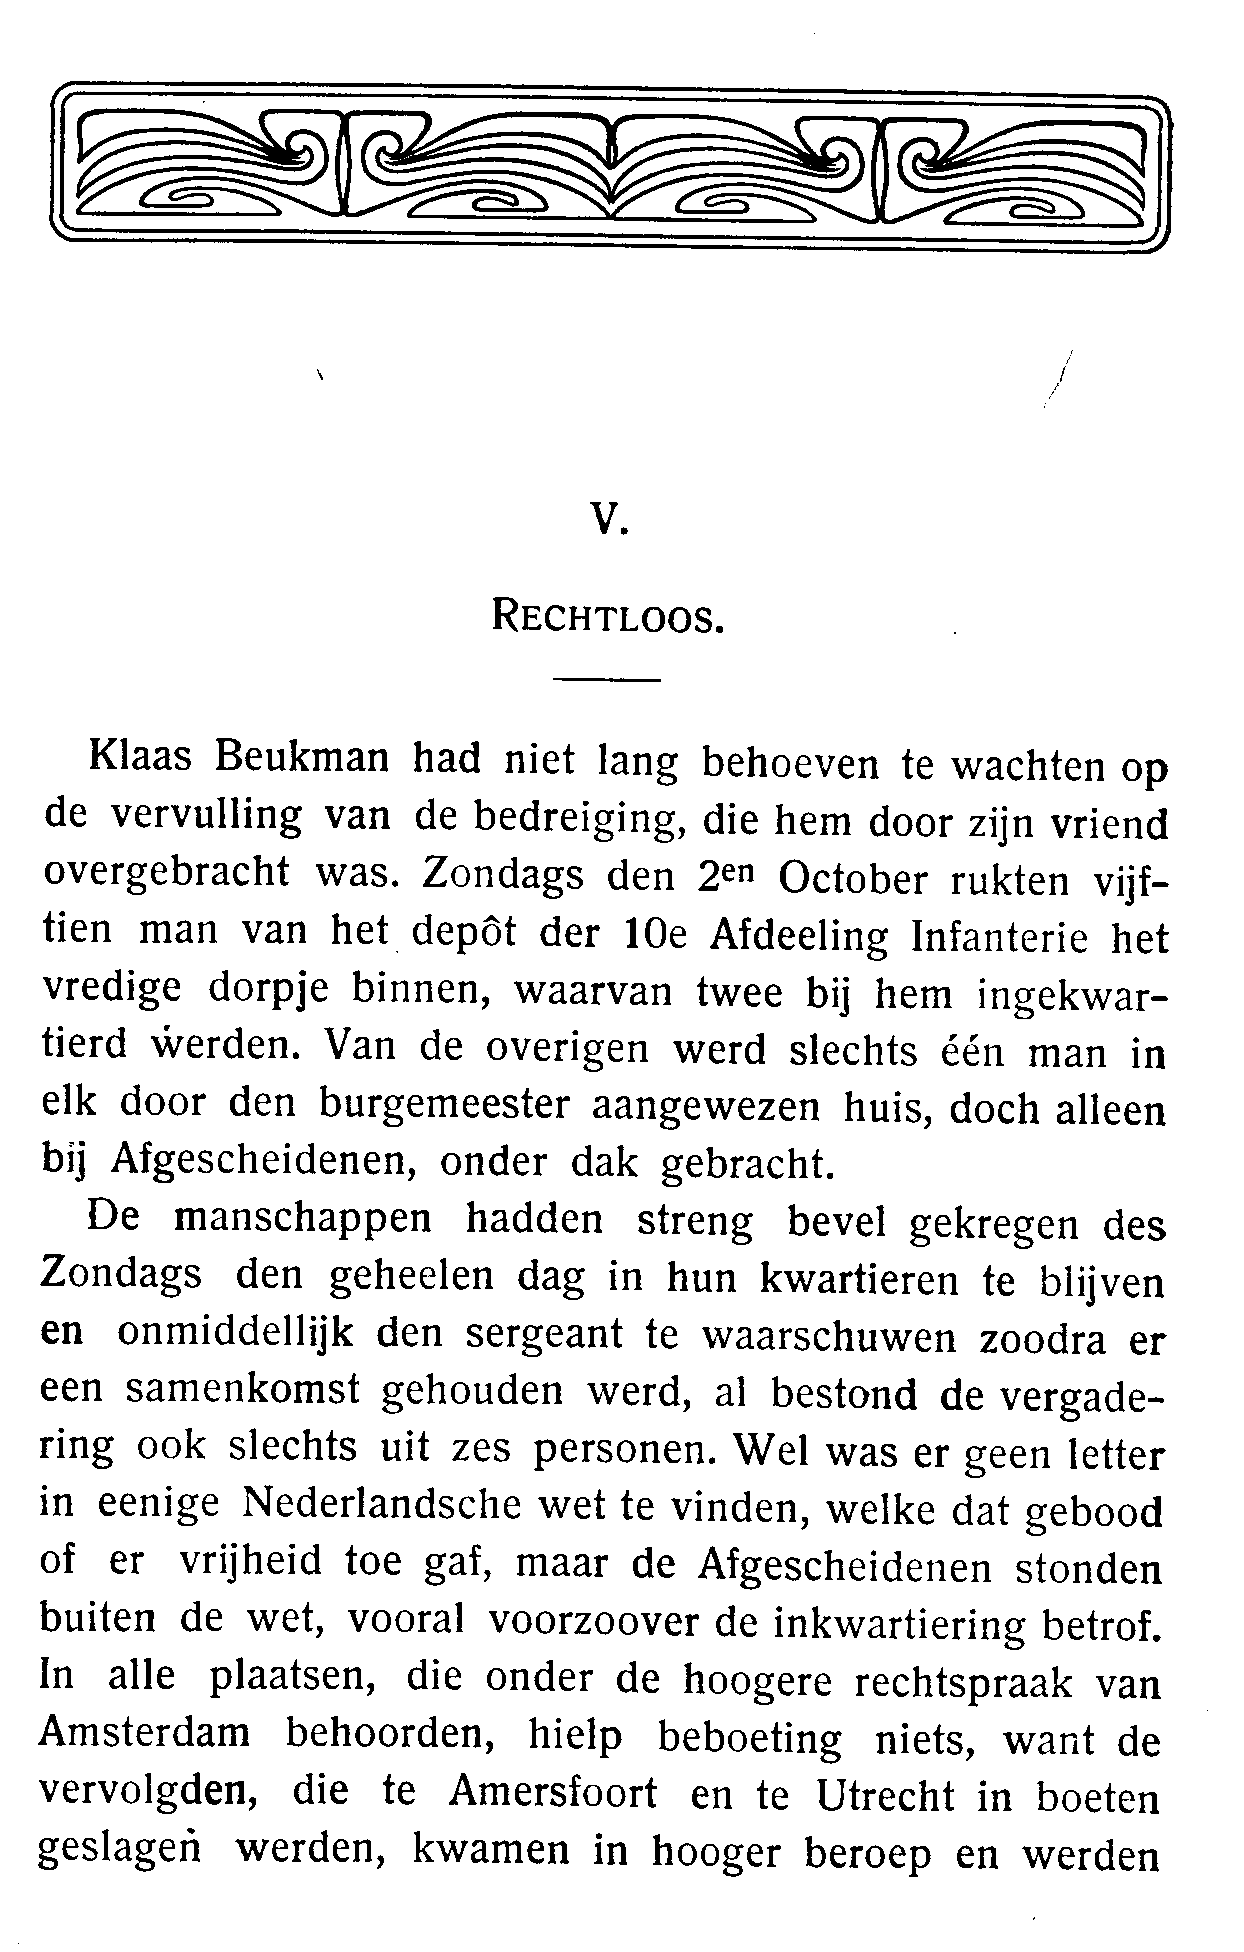 V.
RECHTLOOS.
Klaas Beukman had niet lang behoeven te wachten op
de vervulling van de bedreiging, die hem door zijn vriend
overgebracht was. Zondags den 2en October rukten vijf-
tien man van het depôt der 10e Afdeeling Infanterie het
vredige dorpje binnen, waarvan twee bij hem ingekwar-
tierd werden. Van de overigen werd slechts één man in
elk door den burgemeester aangewezen huis, doch alleen
bij Afgescheidenen, onder dak gebracht.
De manschappen hadden streng bevel gekregen des
Zondags den geheelen dag in hun kwartieren te blijven
en onmiddellijk den sergeant te waarschuwen zoodra er
een samenkomst gehouden werd, al bestond de vergade-
ring ook slechts uit zes personen. Wel was er geen letter
in eenige Nederlandsche wet te vinden, welke dat gebood
of er vrijheid toe gaf, maar de Afgescheidenen stonden
buiten de wet, vooral voorzoover de inkwartiering betrof.
In alle plaatsen, die onder de hoogere rechtspraak van
Amsterdam behoorden, hielp beboeting niets, want de
vervolgden, die te Amersfoort en te Utrecht in boeten
geslagen werden, kwamen in hooger beroep en werden